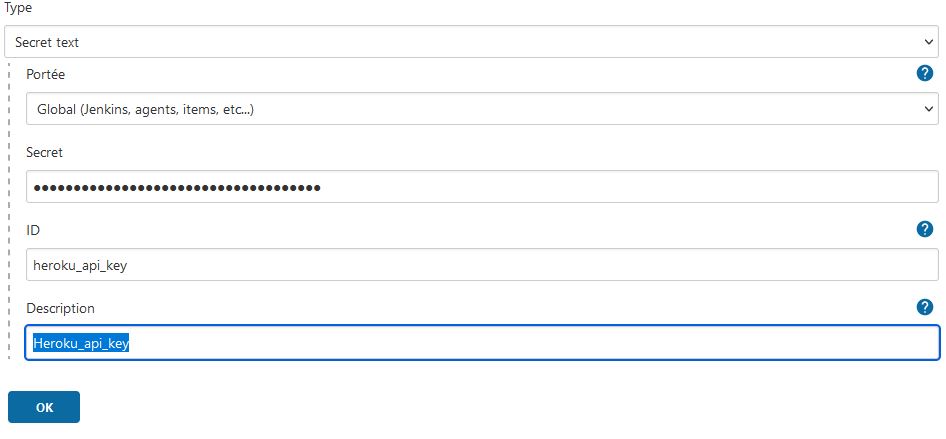 Type
Secret text
Portée
?
Global (Jenkins, agents, items, etc...)
Secret
••••••••••••••••••••••••••••••••••••
ID
?
heroku_api_key
Description
?
Heroku_api_key
OK